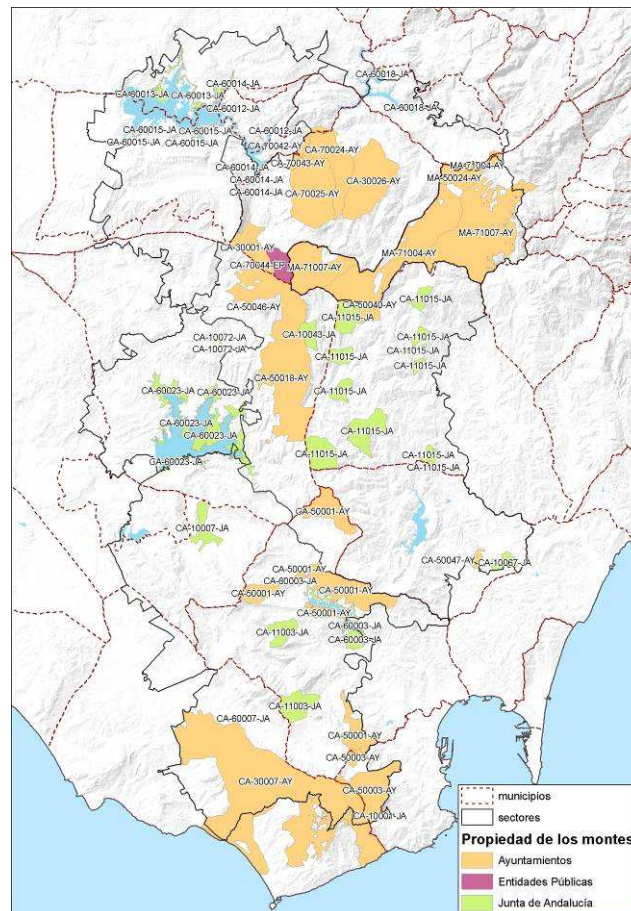 CA-60018-JA
CA-60014-JA
CA-60013-JA CA-60013-JA
CA-60012-JA
CA-60018-JA
CA-60012-JA
CA-60015-JA CA-60015-JA
CA-60015-JA CA-60015-JA
CA-70042-AY
CA-70024-AY
CA-60014-JA
CA-70043-AY
CA-60014-JA
CA-60014-JA
CA-70025-AY
CA-30026-AY
MA-71004-AY
MA-50024-AY
MA-71007-AY
CA-30001-AY
MA-71004-AY
CA-70044-EP
MA-71007-AY
CA-50046-AY
CA-50040-AY
CA-11015-JA
CA-11015-JA
CA-10043-JA
CA-10072-JA
CA-10072-JA
CA-11015-JA
CA-11015-JA
CA-11015-JA
CA-11015-JA
CA-50018-AY
CA-11015-JA
CA-60023-JA
CA-60023-JA
CA-60023-JA
CA-60023-JA
CA-60023-JA
CA-11015-JA
CA-11015-JA
CA-11015-JA
CA-11015-JA
CA-50001-AY
CA-10007-JA
CA-50047-AY
CA-10067-JA
CA-50001-AY
CA-60003-JA
CA-50001-AY
CA-50001-AY
CA-50001-AY
CA-60003-JA
CA-11003-JA
CA-60003-JA
CA-11003-JA
CA-60007-JA
CA-50001-AY
CA-50003-AY
CA-30007-AY
CA-50003-AY
CA-10001-JA
municipios
sectores
Propiedad de los montes
Ayuntamientos
Entidades Públicas
Junta de Andalucía